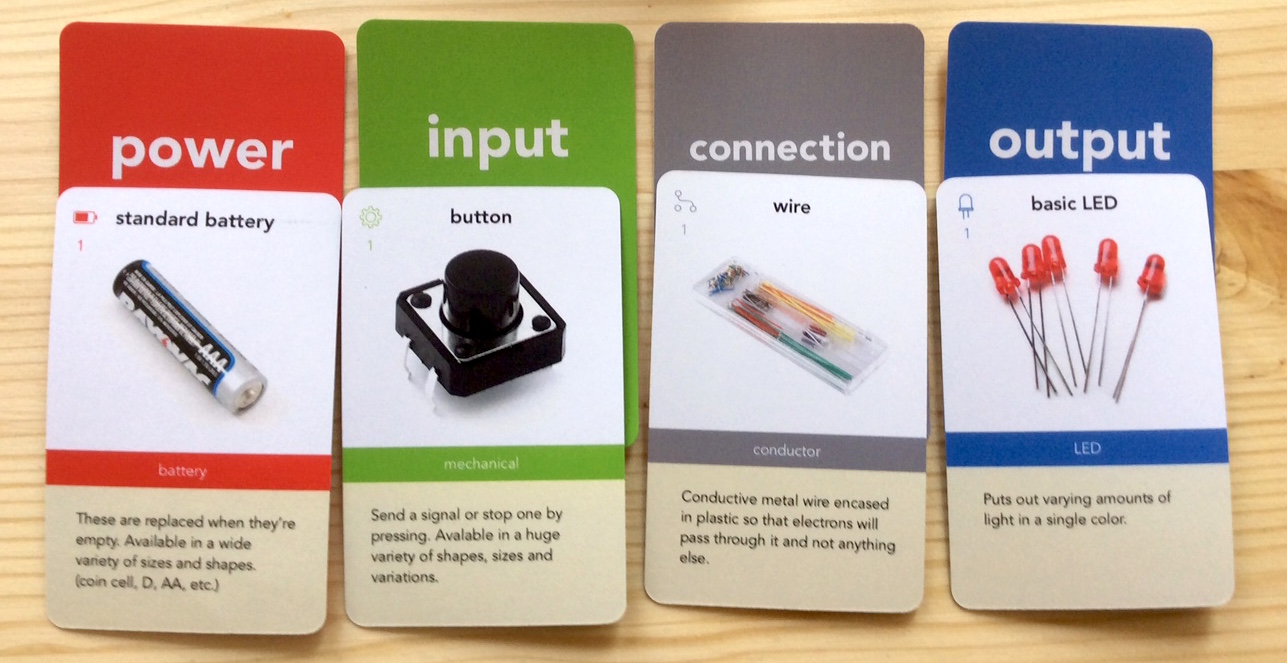 power
standard battery
1
RAYOVAC
AAA
battery
These are replaced when they're
empty. Available in a wide
variety of sizes and shapes.
(coin cell, D, AA, etc.)
input
button
1
mechanical
Send a signal or stop one by
pressing. Avalable in a huge
variety of shapes, sizes and
variations.
connection
wire
1
conductor
Conductive metal wire encased
in plastic so that electrons will
pass through it and not anything
else.
output
basic LED
1
LED
Puts out varying amounts of
light in a single color.